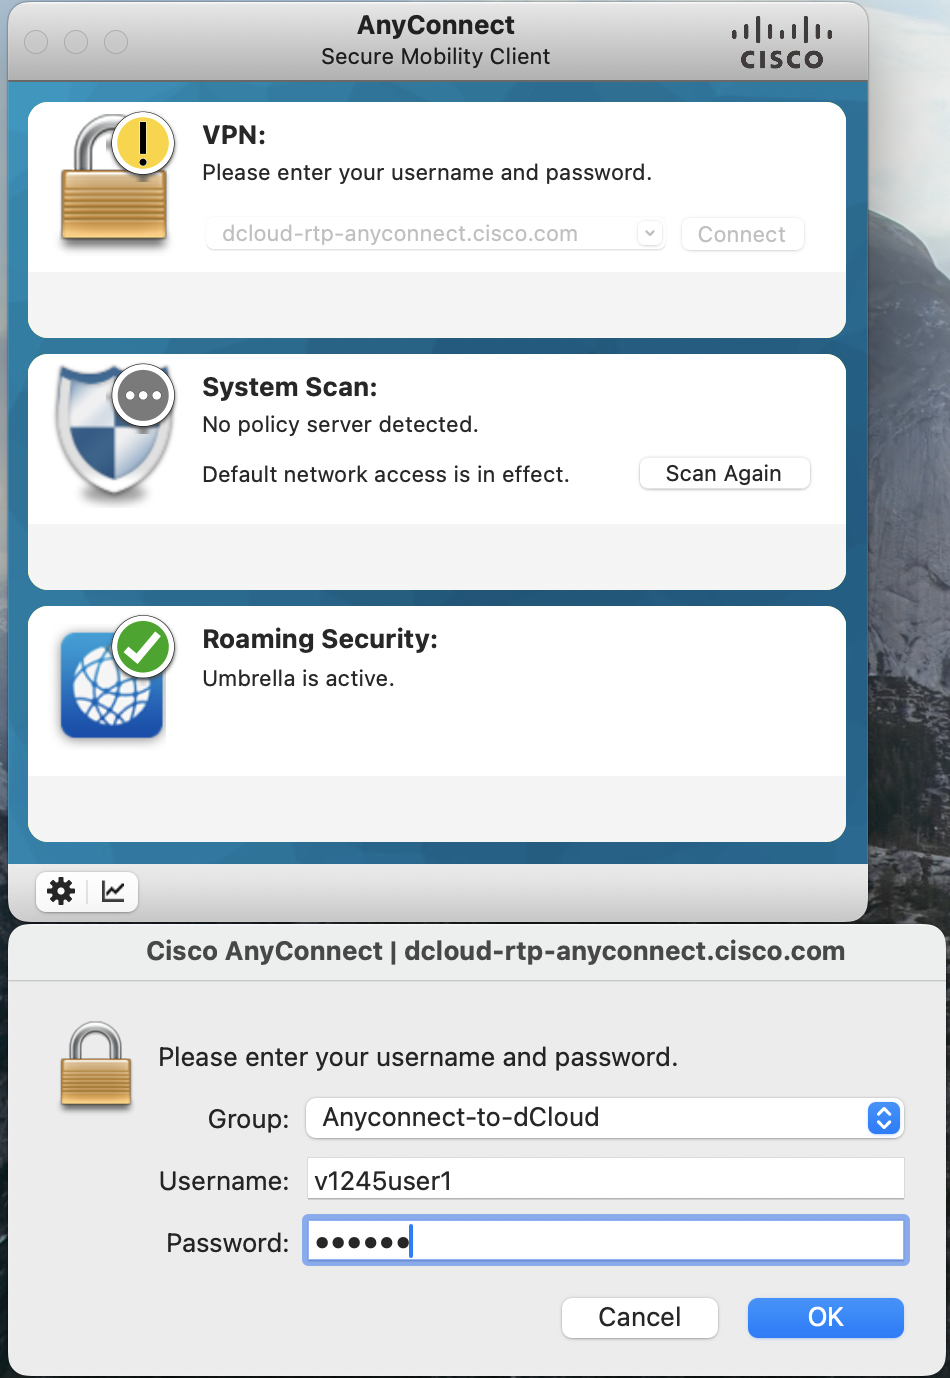 AnyConnect
Secure Mobility Client
CISCO
VPN:
Please enter your username and password.
dcloud-rtp-anyconnect.cisco.com
Connect
System Scan:
No policy server detected.
Default network access is in effect.
Scan Again
Roaming Security:
Umbrella is active.
Cisco AnyConnect | dcloud-rtp-anyconnect.cisco.com
Please enter your username and password.
Group: Anyconnect-to-dCloud
Username: v1245user1
Password: ••••••
Cancel OK